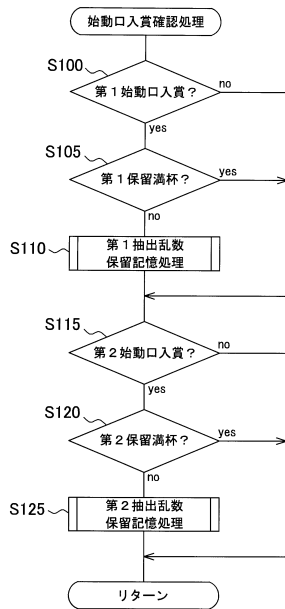 始動口入賞確認処理
S100
第１始動口入賞？
no
yes
S105
第１保留満杯？
yes
no
S110
第１抽出乱数
保留記憶処理
S115
第２始動口入賞？
no
yes
S120
第２保留満杯？
yes
no
S125
第２抽出乱数
保留記憶処理
リターン